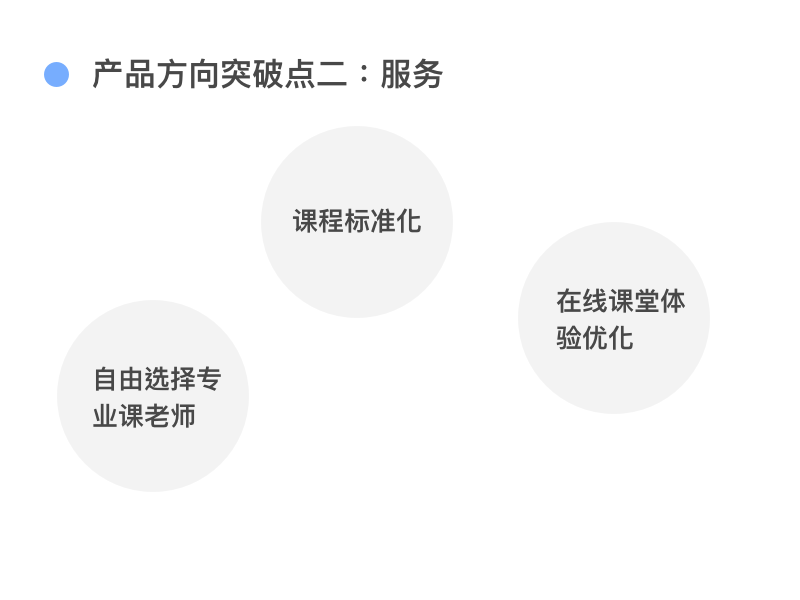 产品方向突破点二：服务
课程标准化
在线课堂体
验优化
自由选择专
业课老师